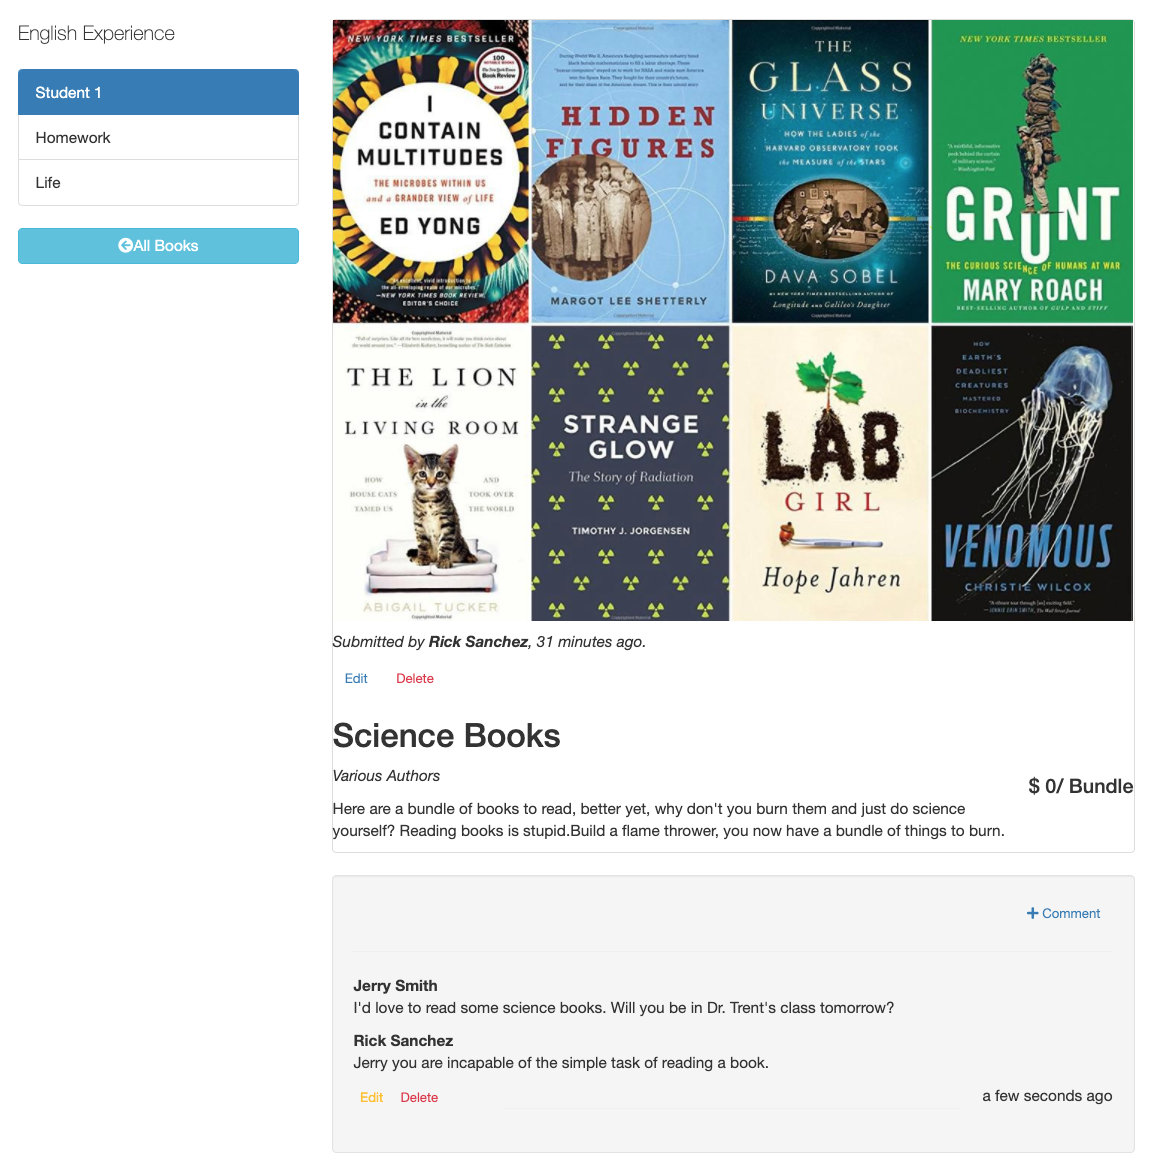 English Experience
Student 1
Homework
Life
All Books
NEW YORK TIMES BESTSELLER
100
NOTABLE BOOKS
The New York Times
Book Review
2016
I
CONTAIN
MULTITUDES
THE MICROBES WITHIN US
and a GRANDER VIEW of LIFE
ED YONG
—NEW YORK TIMES BOOK REVIEW,
EDITOR'S CHOICE
HIDDEN
FIGURES
MARGOT LEE SHETTERLY
THE
GLASS
UNIVERSE
HOW THE LADIES of the
HARVARD OBSERVATORY TOOK
the MEASURE of the STARS
DAVA SOBEL
#1 NEW YORK TIMES BESTSELLING AUTHOR OF
Longitude and Galileo's Daughter
NEW YORK TIMES BESTSELLER
GRUNT
THE CURIOUS SCIENCE OF HUMANS AT WAR
MARY ROACH
BEST-SELLING AUTHOR OF GULP AND STIFF
THE LION
in the
LIVING ROOM
HOW
HOUSE CATS
TAMED US
AND
TOOK OVER
THE WORLD
ABIGAIL TUCKER
STRANGE
GLOW
The Story of Radiation
TIMOTHY J. JORGENSEN
LAB
GIRL
Hope Jahren
HOW
EARTH'S
DEADLIEST
CREATURES
MASTERED
BIOCHEMISTRY
VENOMOUS
CHRISTIE WILCOX
Submitted by Rick Sanchez, 31 minutes ago.
Edit Delete
Science Books
Various Authors
$ 0/ Bundle
Here are a bundle of books to read, better yet, why don't you burn them and just do science
yourself? Reading books is stupid.Build a flame thrower, you now have a bundle of things to burn.
Comment
Jerry Smith
I'd love to read some science books. Will you be in Dr. Trent's class tomorrow?
Rick Sanchez
Jerry you are incapable of the simple task of reading a book.
Edit Delete
a few seconds ago